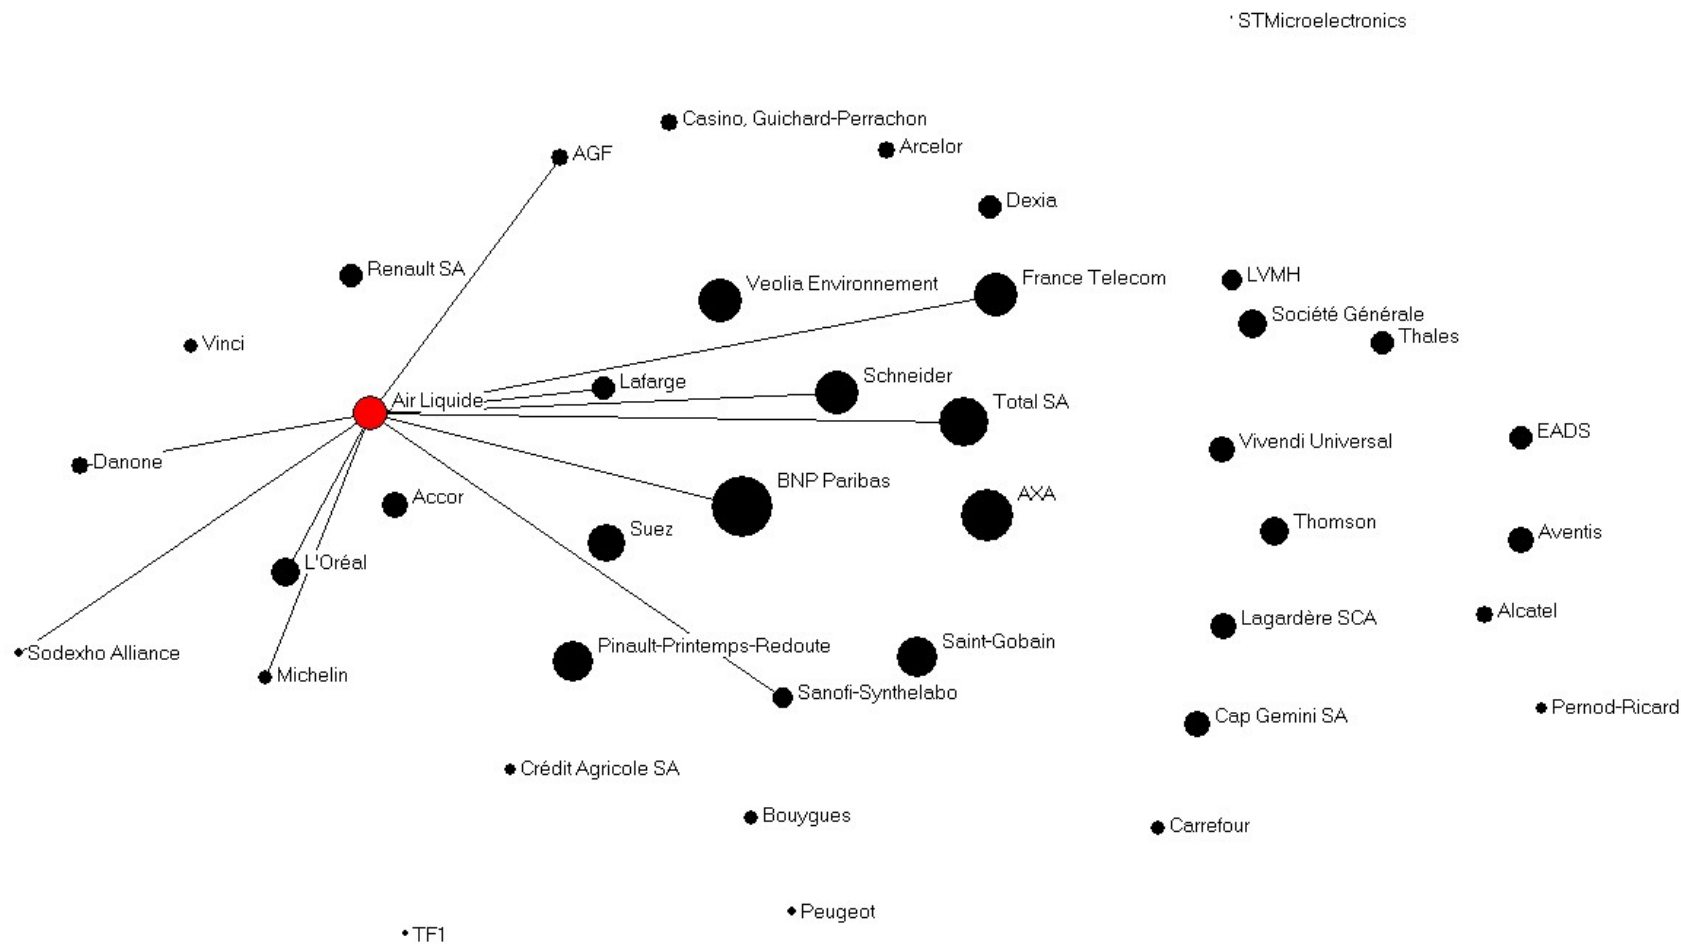 STMicroelectronics
Casino, Guichard-Perrachon
Arcelor
AGF
Dexia
Renault SA
Veolia Environnement
France Telecom
LVMH
Société Générale
Thales
Vinci
Lafarge
Schneider
Air Liquide
Total SA
Vivendi Universal
EADS
Danone
BNP Paribas
AXA
Accor
Suez
Thomson
Aventis
L'Oréal
Lagardère SCA
Alcatel
Sodexho Alliance
Michelin
Pinault-Printemps-Redoute
Saint-Gobain
Sanofi-Synthelabo
Cap Gemini SA
Pernod-Ricard
Crédit Agricole SA
Bouygues
Carrefour
Peugeot
TF1